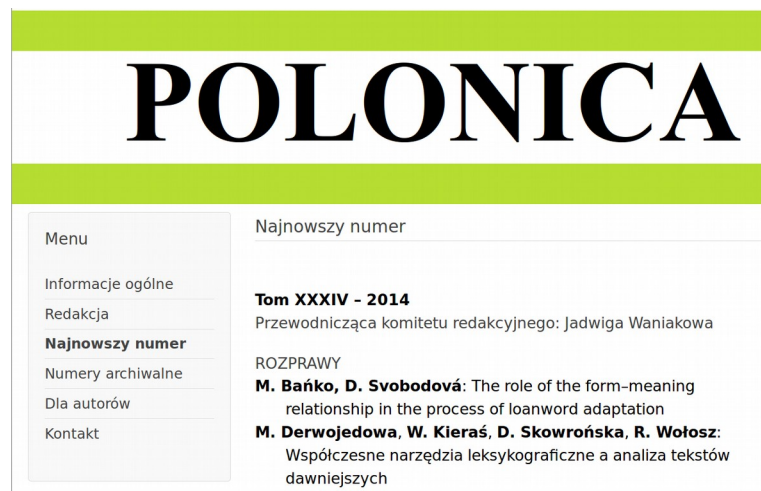 POLONICA
Menu
Informacje ogólne
Redakcja
Najnowszy numer
Numery archiwalne
Dla autorów
Kontakt
Najnowszy numer
Tom XXXIV – 2014
Przewodnicząca komitetu redakcyjnego: Jadwiga Waniakowa
ROZPRAWY
M. Bańko, D. Svobodová: The role of the form–meaning
relationship in the process of loanword adaptation
M. Derwojedowa, W. Kieraś, D. Skowrońska, R. Wołosz:
Współczesne narzędzia leksykograficzne a analiza tekstów
dawniejszych